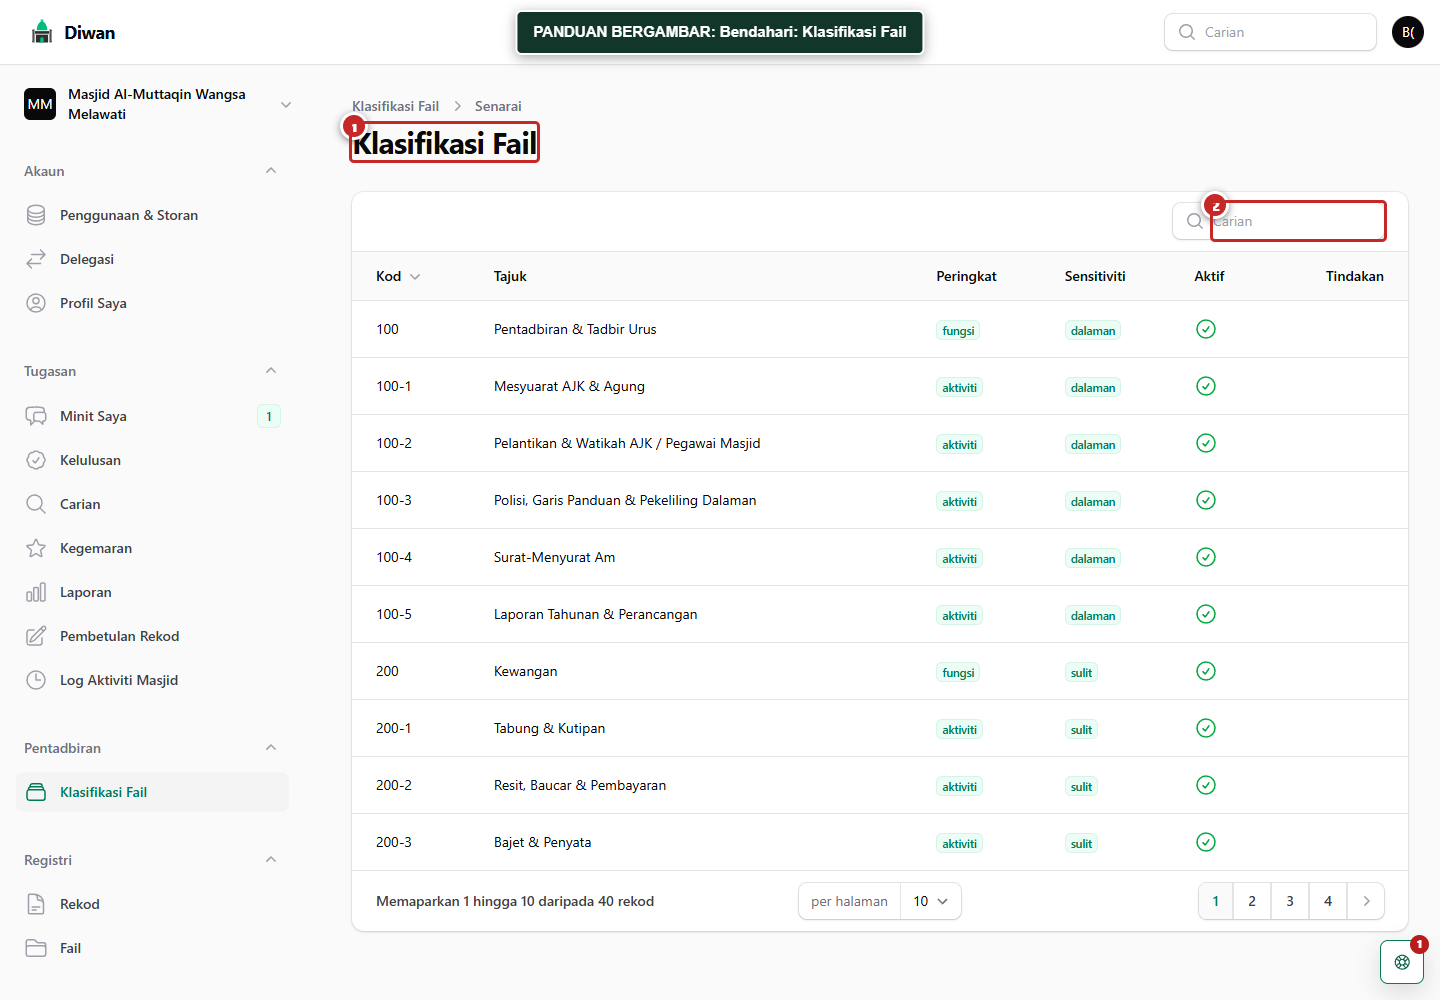 Diwan
PANDUAN BERGAMBAR: Bendahari: Klasifikasi Fail
Carian
B(
MM
Masjid Al-Muttaqin Wangsa
Melawati
Akaun
Penggunaan & Storan
Delegasi
Profil Saya
Tugasan
Minit Saya
1
Kelulusan
Carian
Kegemaran
Laporan
Pembetulan Rekod
Log Aktiviti Masjid
Pentadbiran
Klasifikasi Fail
Registri
Rekod
Fail
Klasifikasi Fail
Senarai
1
Klasifikasi Fail
2
Carian
Kod Tajuk Peringkat Sensitiviti Aktif Tindakan
100 Pentadbiran & Tadbir Urus fungsi dalaman
100-1 Mesyuarat AJK & Agung aktiviti dalaman
100-2 Pelantikan & Watikah AJK / Pegawai Masjid aktiviti dalaman
100-3 Polisi, Garis Panduan & Pekeliling Dalaman aktiviti dalaman
100-4 Surat-Menyurat Am aktiviti dalaman
100-5 Laporan Tahunan & Perancangan aktiviti dalaman
200 Kewangan fungsi sulit
200-1 Tabung & Kutipan aktiviti sulit
200-2 Resit, Baucar & Pembayaran aktiviti sulit
200-3 Bajet & Penyata aktiviti sulit
Memaparkan 1 hingga 10 daripada 40 rekod
per halaman 10
1 2 3 4
1